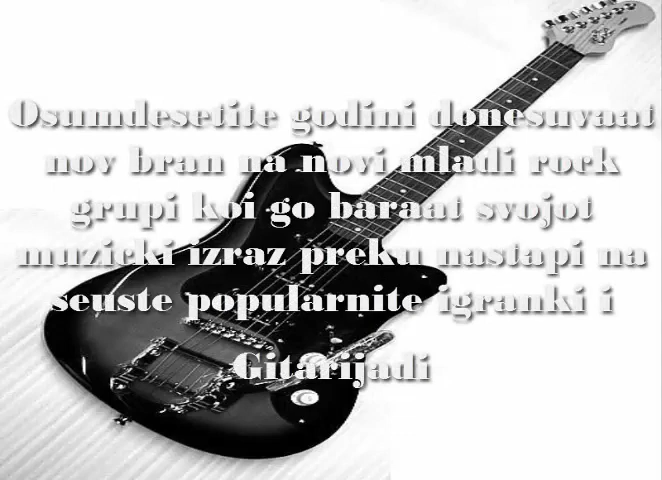 Osumdesetite godini donesuvaat
nov bran na novi mladi rock
grupi koi go baraat svojot
muzicki izraz preku nastapi na
seuste popularnite igranki i
Gitarijadi